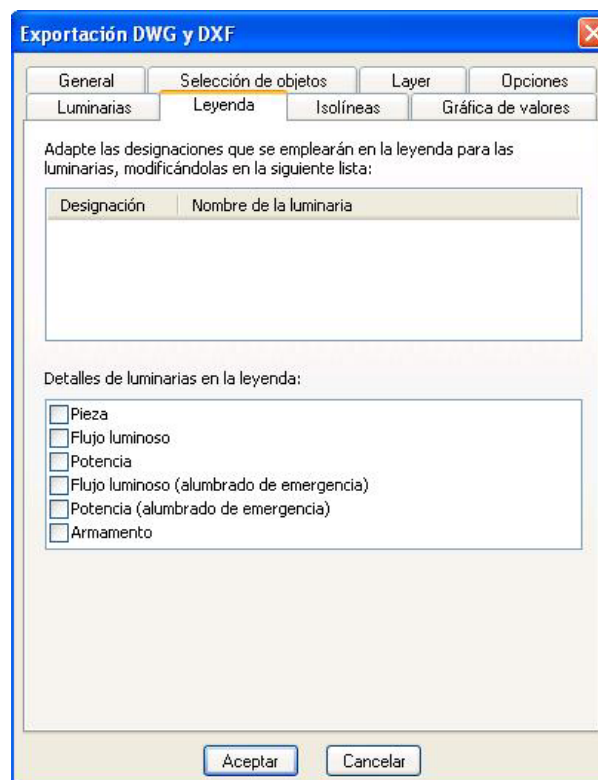 Exportación DWG y DXF
General Selección de objetos Layer Opciones
Luminarias Leyenda Isolíneas Gráfica de valores
Adapte las designaciones que se emplearán en la leyenda para las
luminarias, modificándolas en la siguiente lista:
Designación Nombre de la luminaria
Detalles de luminarias en la leyenda:
Pieza
Flujo luminoso
Potencia
Flujo luminoso (alumbrado de emergencia)
Potencia (alumbrado de emergencia)
Armamento
Aceptar Cancelar